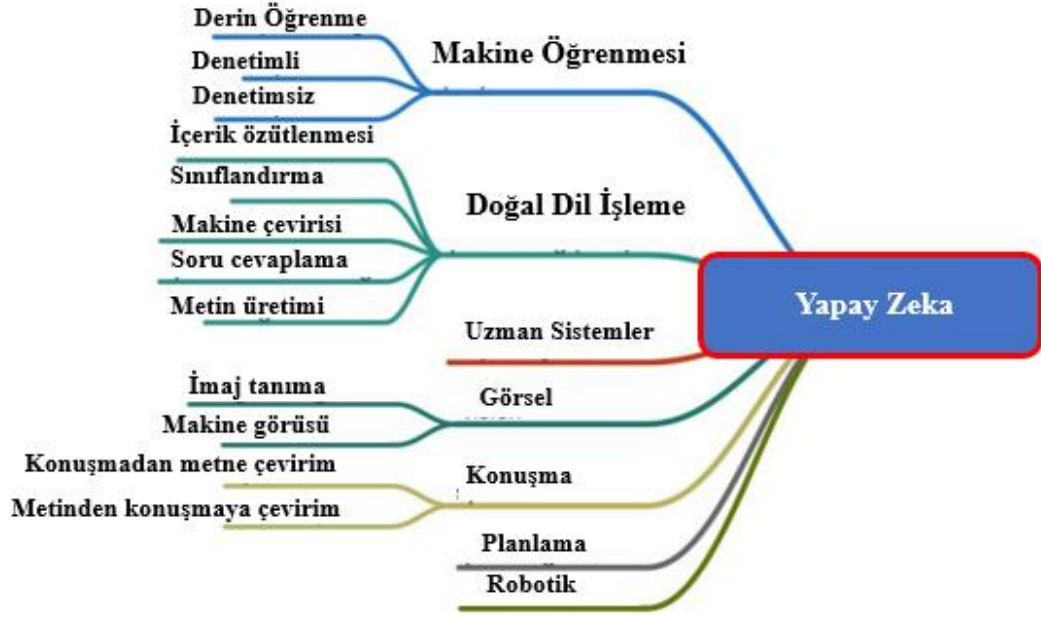 Derin Öğrenme
Makine Öğrenmesi
Denetimli
Denetimsiz
İçerik özütlenmesi
Sınıflandırma
Doğal Dil İşleme
Makine çevirisi
Soru cevaplama
Metin üretimi
Yapay Zeka
Uzman Sistemler
İmaj tanıma
Görsel
Makine görüsü
Konuşmadan metne çevirim
Konuşma
Metinden konuşmaya çevirim
Planlama
Robotik